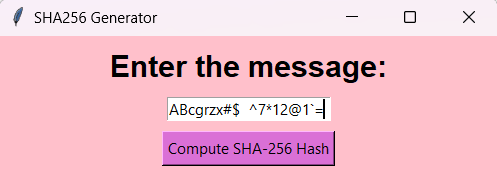 SHA256 Generator
Enter the message:
ABcgrzx#$  ^7*12@1`=
Compute SHA-256 Hash